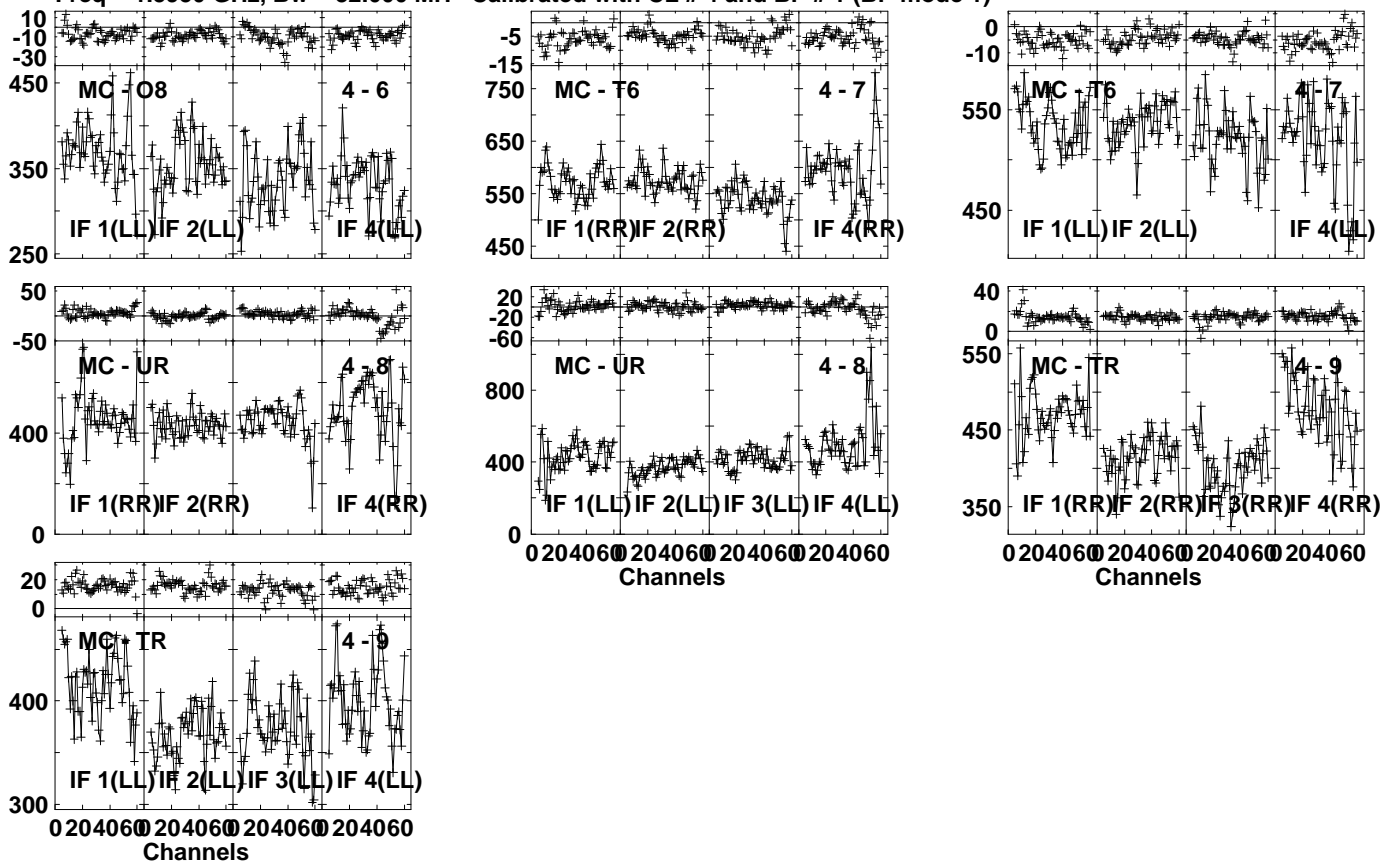 10
-10
-30
450
350
250
MC - O8 4 - 6
IF 1(LL) IF 2(LL) IF 4(LL)
-5
-15
750
650
550
450
MC - T6 4 - 7
IF 1(RR) IF 2(RR) IF 4(RR)
0
-10
550
450
MC - T6 4 - 7
IF 1(LL) IF 2(LL) IF 4(LL)
50
-50
400
0
MC - UR 4 - 8
IF 1(RR) IF 2(RR) IF 4(RR)
20
-20
-60
800
400
0
MC - UR 4 - 8
IF 1(LL) IF 2(LL) IF 3(LL) IF 4(LL)
0 20 40 60 0 20 40 60 0 20 40 60 0 20 40 60
Channels
40
0
550
450
350
MC - TR 4 - 9
IF 1(RR) IF 2(RR) IF 3(RR) IF 4(RR)
0 20 40 60 0 20 40 60 0 20 40 60 0 20 40 60
Channels
20
0
400
300
MC - TR 4 - 9
IF 1(LL) IF 2(LL) IF 3(LL) IF 4(LL)
0 20 40 60 0 20 40 60 0 20 40 60 0 20 40 60
Channels